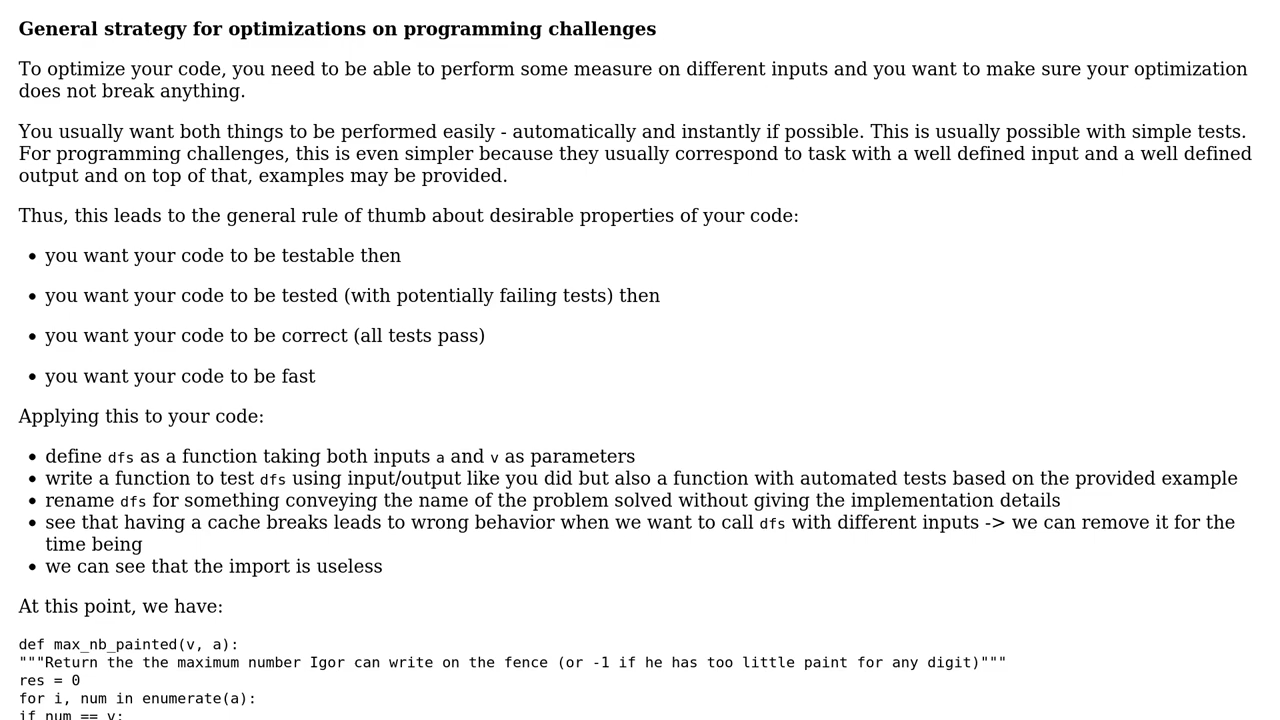 General strategy for optimizations on programming challenges
To optimize your code, you need to be able to perform some measure on different inputs and you want to make sure your optimization
does not break anything.
You usually want both things to be performed easily - automatically and instantly if possible. This is usually possible with simple tests.
For programming challenges, this is even simpler because they usually correspond to task with a well defined input and a well defined
output and on top of that, examples may be provided.
Thus, this leads to the general rule of thumb about desirable properties of your code:
• you want your code to be testable then
• you want your code to be tested (with potentially failing tests) then
• you want your code to be correct (all tests pass)
• you want your code to be fast
Applying this to your code:
• define dfs as a function taking both inputs a and v as parameters
• write a function to test dfs using input/output like you did but also a function with automated tests based on the provided example
• rename dfs for something conveying the name of the problem solved without giving the implementation details
• see that having a cache breaks leads to wrong behavior when we want to call dfs with different inputs -> we can remove it for the
time being
• we can see that the import is useless
At this point, we have:
def max_nb_painted(v, a):
"""Return the the maximum number Igor can write on the fence (or -1 if he has too little paint for any digit)"""
res = 0
for i, num in enumerate(a):
if num == v: